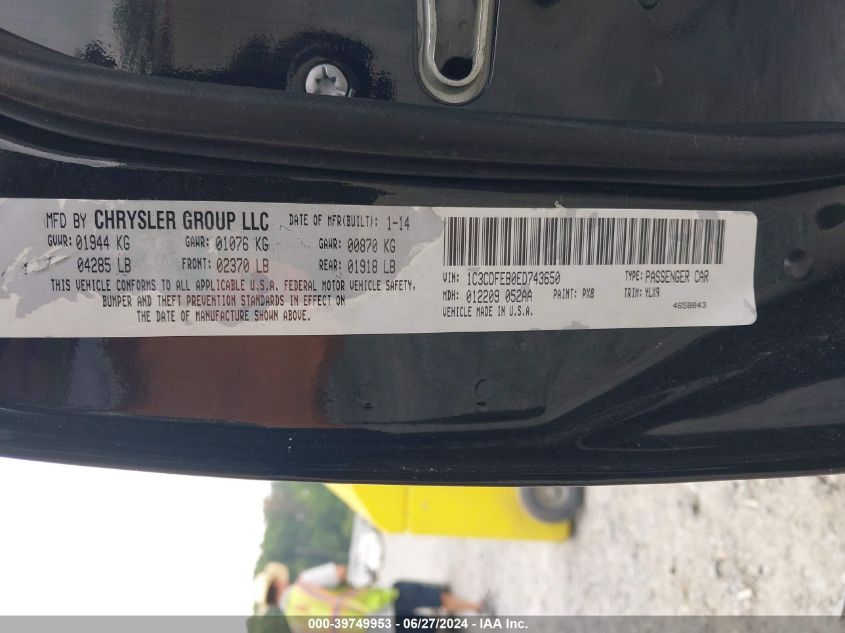 MFD BY CHRYSLER GROUP LLC DATE OF MFR(BUILT): 1-14
GVWR: 01944 KG GAWR: 01076 KG GAWR: 00870 KG
04285 LB FRONT: 02370 LB REAR: 01918 LB
THIS VEHICLE CONFORMS TO ALL APPLICABLE U.S.A. FEDERAL MOTOR VEHICLE SAFETY,
BUMPER AND THEFT PREVENTION STANDARDS IN EFFECT ON
THE DATE OF MANUFACTURE SHOWN ABOVE.
VIN: 1C3CDFEB0ED743650 TYPE: PASSENGER CAR
MDH: 012209 052AA PAINT: PXB TRIM: YLX9
VEHICLE MADE IN U.S.A. 4658843
000-39749953 - 06/27/2024 - IAA Inc.